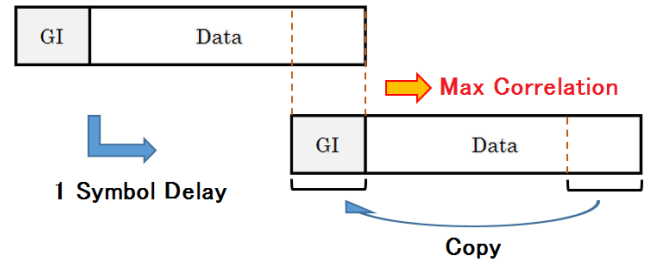 GI
Data
Max Correlation
GI
Data
1 Symbol Delay
Copy